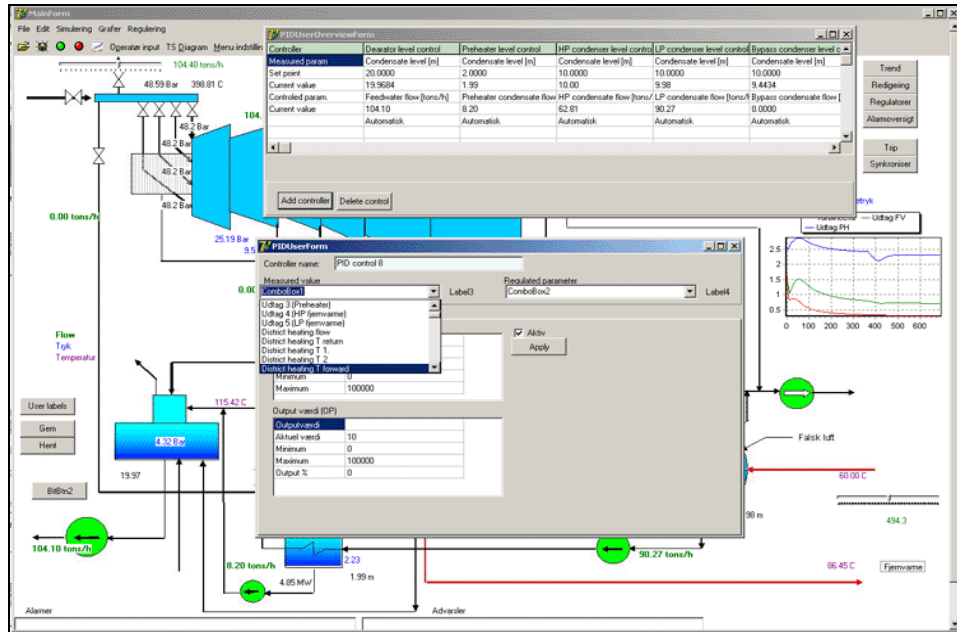 MainForm
File Edit Simulering Grafer Regulering
Operatør input TS Diagram Menu indstillin
PIDUserOverviewForm
Controller Dearator level control Preheater level control HP condenser level contro LP condenser level control Bypass condenser level c
Measured param Condensate level [m] Condensate level [m] Condensate level [m] Condensate level [m] Condensate level [m]
Set point 20.0000 2.0000 10.0000 10.0000 10.0000
Current value 19.9684 1.99 10.00 9.98 9.4434
Controled param. Feedwater flow [tons/h] Preheater condensate flow HP condensate flow [tons/ LP condensate flow [tons/h Bypass condensate flow [
Current value 104.10 8.20 62.81 90.27 0.0000
Automatisk Automatisk Automatisk Automatisk Automatisk
Add controller Delete control
Trend
Redigering
Regulatorer
Alarmoversigt
Trip
Synkroniser
104.40 tons/h
48.59 Bar 398.81 C
104.
48.2 Bar
48.2 Bar
48.2 Bar
48.2 Bar
0.00 tons/h
25.19 Bar
9.5
0.00
etryk
Udtag FV
Udtag PH
2.5
2
1.5
1
0.5
0 100 200 300 400 500 600
PIDUserForm
Controller name: PID control 8
Measured value Regulated parameter
ComboBox1 Label3 ComboBox2 Label4
Udtag 3 (Preheater)
Udtag 4 (HP fjernvarme)
Udtag 5 (LP fjernvarme)
District heating flow
District heating T return
District heating T 1.
District heating T 2
District heating T forward
Aktiv
Apply
Minimum 0
Maximum 100000
Output værdi (OP)
Outputværdi
Aktuel værdi 10
Minimum 0
Maximum 100000
Output % 0
Flow
Tryk
Temperatur
User labels
Gem
Hent
BitBtn2
115.42 C
4.32 Bar
19.97
104.10 tons/h
8.20 tons/h
4.85 MW
2.23
1.99 m
90.27 tons/h
Falsk luft
60.00 C
98 m
494.3
86.45 C
Fjernvarme
Alarmer Advarsler